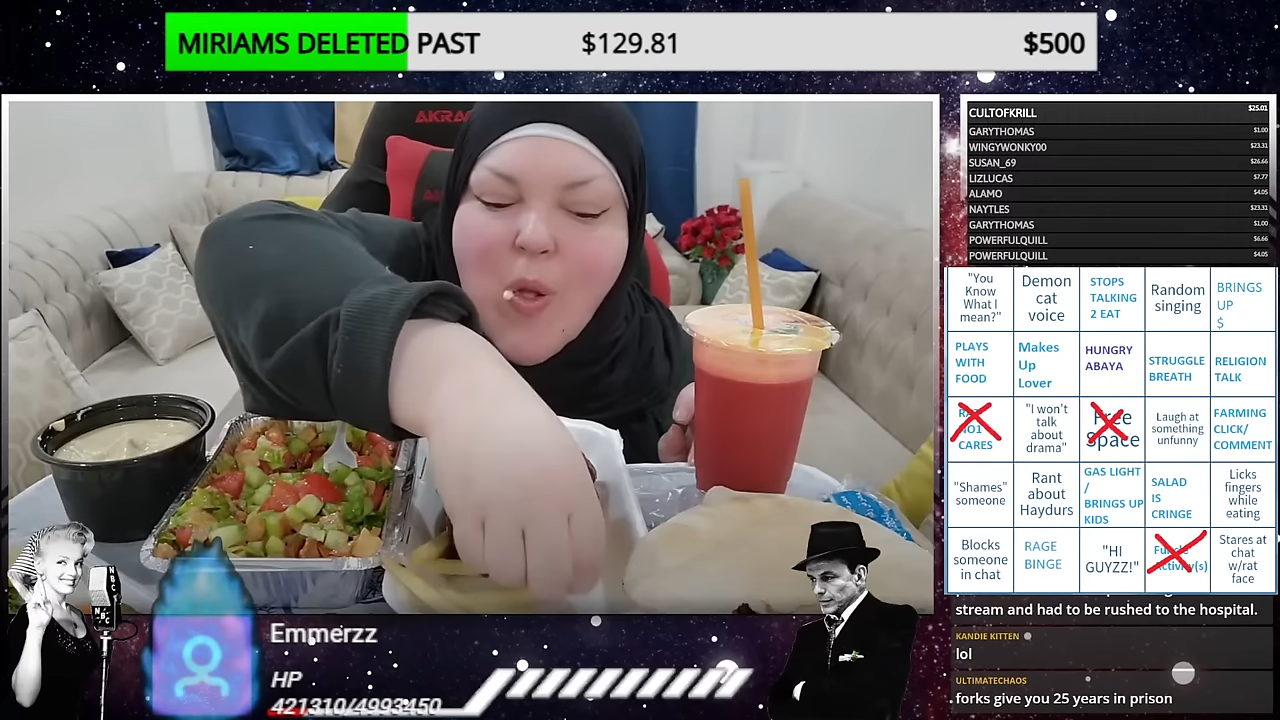 MIRIAMS DELETED PAST $129.81 $500
AKRAC
CULTOFKRILL $25.01
GARYTHOMAS $1.00
WINGYWONKY00 $23.31
SUSAN_69 $26.66
LIZLUCAS $7.77
ALAMO $4.05
NAYTLES $23.31
GARYTHOMAS $1.00
POWERFULQUILL $6.66
POWERFULQUILL $4.05
"You
Know
What I
mean?"
Demon
cat
voice
STOPS
TALKING
2 EAT
Random
singing
BRINGS
UP
$
PLAYS
WITH
FOOD
Makes
Up
Lover
HUNGRY
ABAYA
STRUGGLE
BREATH
RELIGION
TALK
NO1
CARES
"I won't
talk
about
drama"
Free
Space
Laugh at
something
unfunny
FARMING
CLICK/
COMMENT
"Shames"
someone
Rant
about
Haydurs
GAS LIGHT
/
BRINGS UP
KIDS
SALAD
IS
CRINGE
Licks
fingers
while
eating
Blocks
someone
in chat
RAGE
BINGE
"HI
GUYZZ!"
Stares at
chat
w/rat
face
stream and had to be rushed to the hospital.
KANDIE KITTEN
lol
ULTIMATECHAOS
forks give you 25 years in prison
NBC
NBC
Emmerzz
HP
421310/4993450